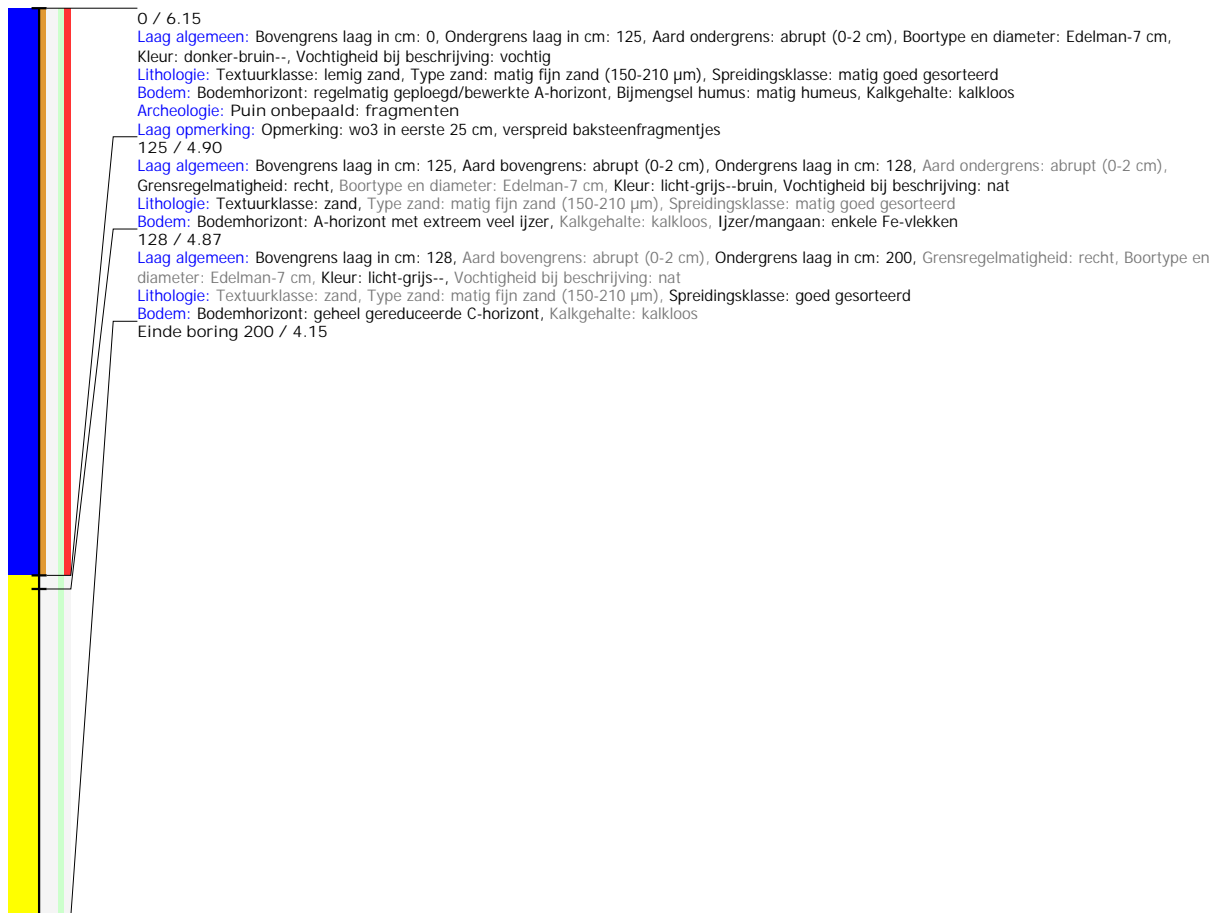 0 / 6.15
Laag algemeen: Bovengrens laag in cm: 0, Ondergrens laag in cm: 125, Aard ondergrens: abrupt (0-2 cm), Boortype en diameter: Edelman-7 cm,
Kleur: donker-bruin--, Vochtigheid bij beschrijving: vochtig
Lithologie: Textuurklasse: lemig zand, Type zand: matig fijn zand (150-210 µm), Spreidingsklasse: matig goed gesorteerd
Bodem: Bodemhorizont: regelmatig geploegd/bewerkte A-horizont, Bijmengsel humus: matig humeus, Kalkgehalte: kalkloos
Archeologie: Puin onbepaald: fragmenten
Laag opmerking: Opmerking: wo3 in eerste 25 cm, verspreid baksteenfragmentjes
125 / 4.90
Laag algemeen: Bovengrens laag in cm: 125, Aard bovengrens: abrupt (0-2 cm), Ondergrens laag in cm: 128, Aard ondergrens: abrupt (0-2 cm),
Grensregelmatigheid: recht, Boortype en diameter: Edelman-7 cm, Kleur: licht-grijs--bruin, Vochtigheid bij beschrijving: nat
Lithologie: Textuurklasse: zand, Type zand: matig fijn zand (150-210 µm), Spreidingsklasse: matig goed gesorteerd
Bodem: Bodemhorizont: A-horizont met extreem veel ijzer, Kalkgehalte: kalkloos, Ijzer/mangaan: enkele Fe-vlekken
128 / 4.87
Laag algemeen: Bovengrens laag in cm: 128, Aard bovengrens: abrupt (0-2 cm), Ondergrens laag in cm: 200, Grensregelmatigheid: recht, Boortype en
diameter: Edelman-7 cm, Kleur: licht-grijs--, Vochtigheid bij beschrijving: nat
Lithologie: Textuurklasse: zand, Type zand: matig fijn zand (150-210 µm), Spreidingsklasse: goed gesorteerd
Bodem: Bodemhorizont: geheel gereduceerde C-horizont, Kalkgehalte: kalkloos
Einde boring 200 / 4.15